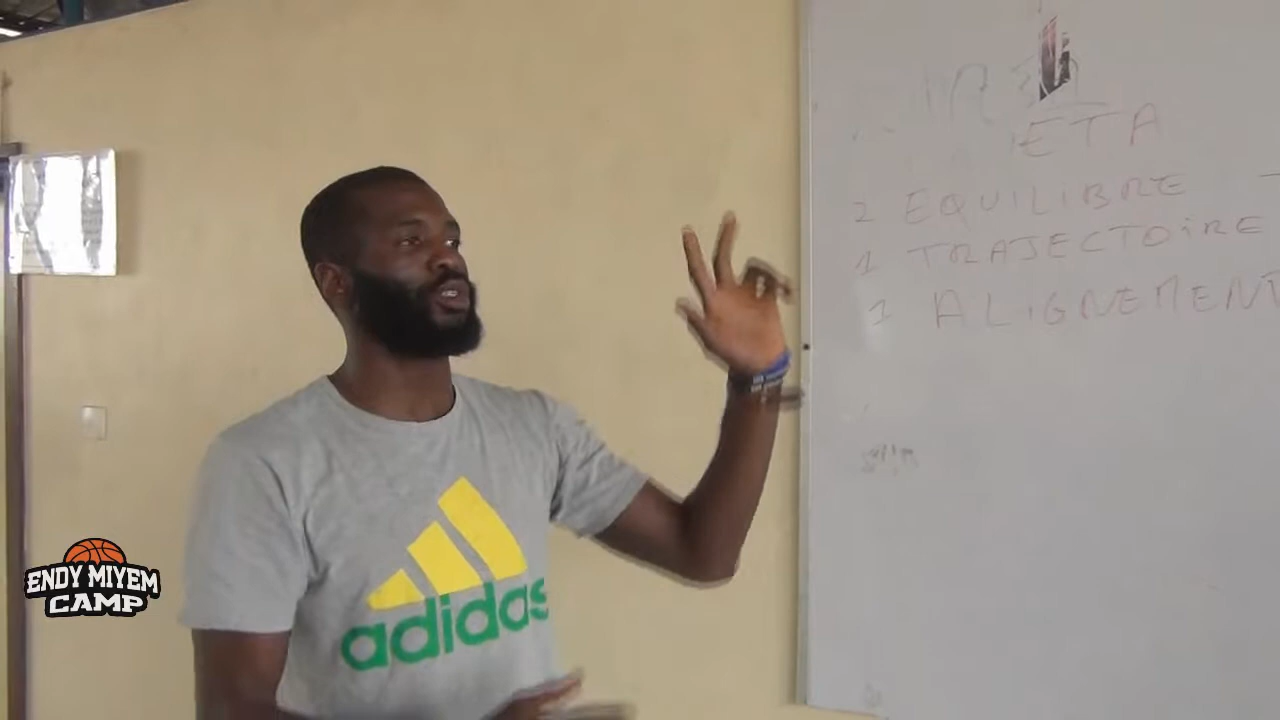 ETA
2 EQUILIBRE
1 TRAJECTOiRE
1 ALIGNEMENT
adidas
ENDY MIYEM
CAMP